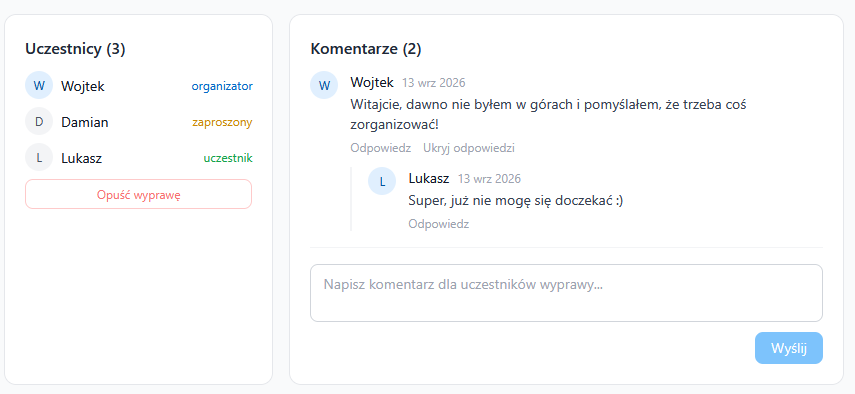 Uczestnicy (3)
W Wojtek organizator
D Damian zaproszony
L Lukasz uczestnik
Opuść wyprawę
Komentarze (2)
W Wojtek 13 wrz 2026
Witajcie, dawno nie byłem w górach i pomyślałem, że trzeba coś
zorganizować!
Odpowiedz Ukryj odpowiedzi
L Lukasz 13 wrz 2026
Super, już nie mogę się doczekać :)
Odpowiedz
Napisz komentarz dla uczestników wyprawy...
Wyślij